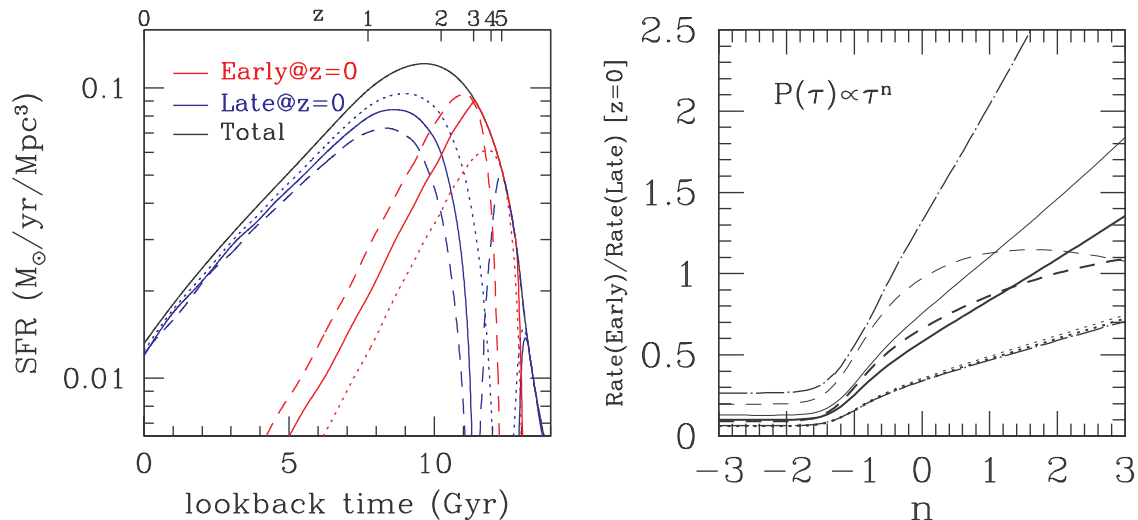 0 z 1 2 3 4 5
SFR (M☉/yr/Mpc³)
0.1
0.01
Early@z=0
Late@z=0
Total
0 5 10
lookback time (Gyr)
Rate(Early)/Rate(Late) [z=0]
2.5
2
1.5
1
0.5
0
P(τ)∝τⁿ
−3 −2 −1 0 1 2 3
n